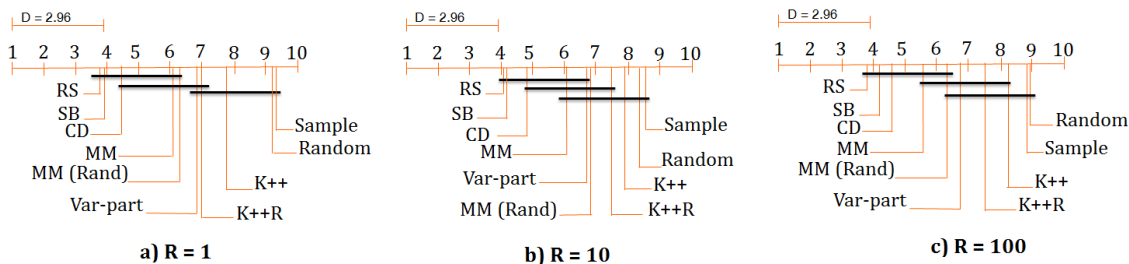 D = 2.96
1 2 3 4 5 6 7 8 9 10
RS
SB
CD
Sample
MM
Random
MM (Rand)
K++
Var-part
K++R
a) R = 1
D = 2.96
1 2 3 4 5 6 7 8 9 10
RS
SB
Sample
CD
MM
Random
Var-part
K++
MM (Rand)
K++R
b) R = 10
D = 2.96
1 2 3 4 5 6 7 8 9 10
RS
SB
Random
CD
MM
Sample
MM (Rand)
K++
Var-part
K++R
c) R = 100